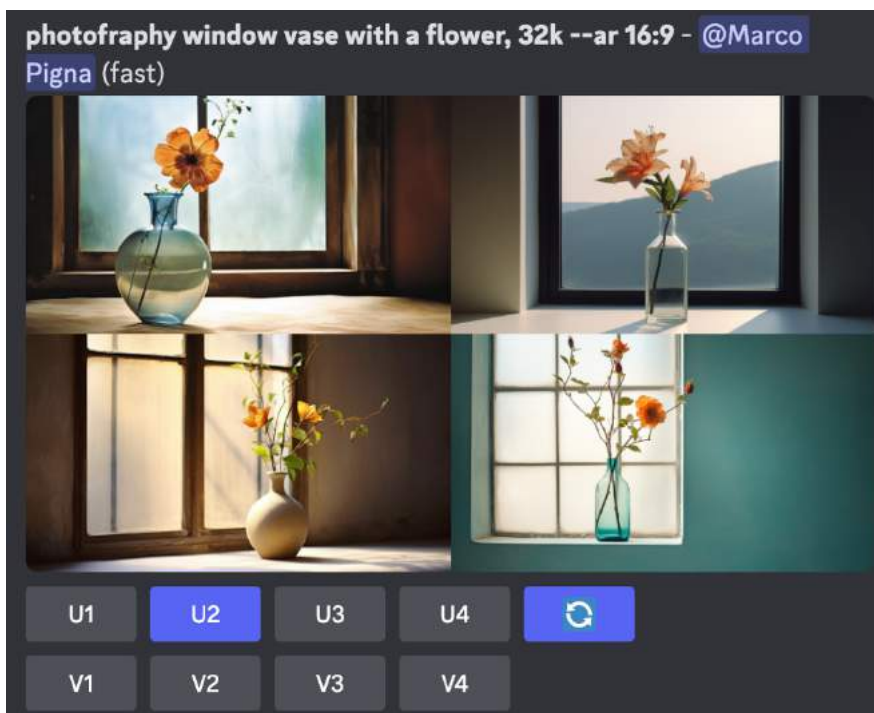 photofraphy window vase with a flower, 32k --ar 16:9 - @Marco
Pigna (fast)
U1 U2 U3 U4
V1 V2 V3 V4